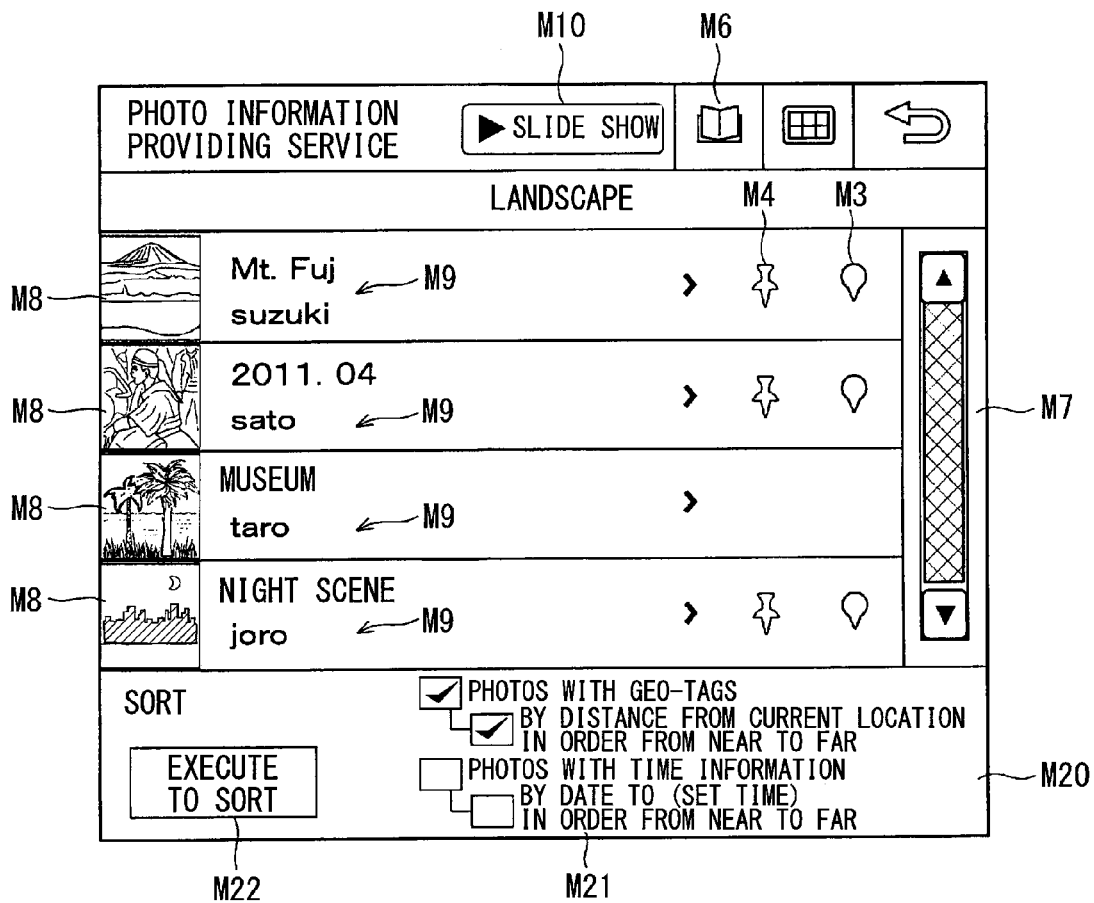 M10 M6
PHOTO INFORMATION
PROVIDING SERVICE
▶SLIDE SHOW
LANDSCAPE M4 M3
Mt. Fuj
suzuki
M9
M8
2011. 04
sato
M9
M8
M7
MUSEUM
taro
M9
M8
NIGHT SCENE
joro
M9
M8
SORT
EXECUTE
TO SORT
PHOTOS WITH GEO-TAGS
BY DISTANCE FROM CURRENT LOCATION
IN ORDER FROM NEAR TO FAR
PHOTOS WITH TIME INFORMATION
BY DATE TO (SET TIME)
IN ORDER FROM NEAR TO FAR
M20
M22 M21